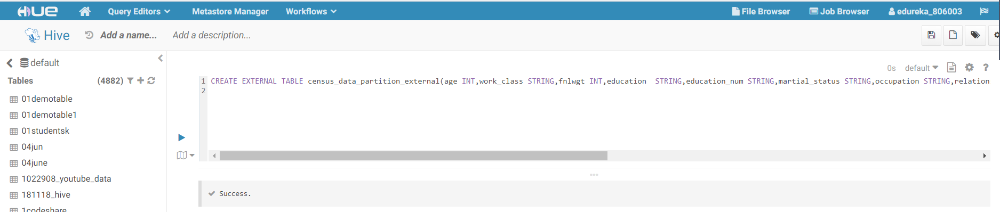 HUE Query Editors Metastore Manager Workflows File Browser Job Browser edureka_806003
Hive Add a name... Add a description...
default
0s default ?
Tables (4882)
1 CREATE EXTERNAL TABLE census_data_partition_external(age INT,work_class STRING,fnlwgt INT,education  STRING,education_num STRING,martial_status STRING,occupation STRING,relation
2
01demotable
01demotable1
01studentsk
04jun
04june
1022908_youtube_data
181118_hive
1codeshare
Success.